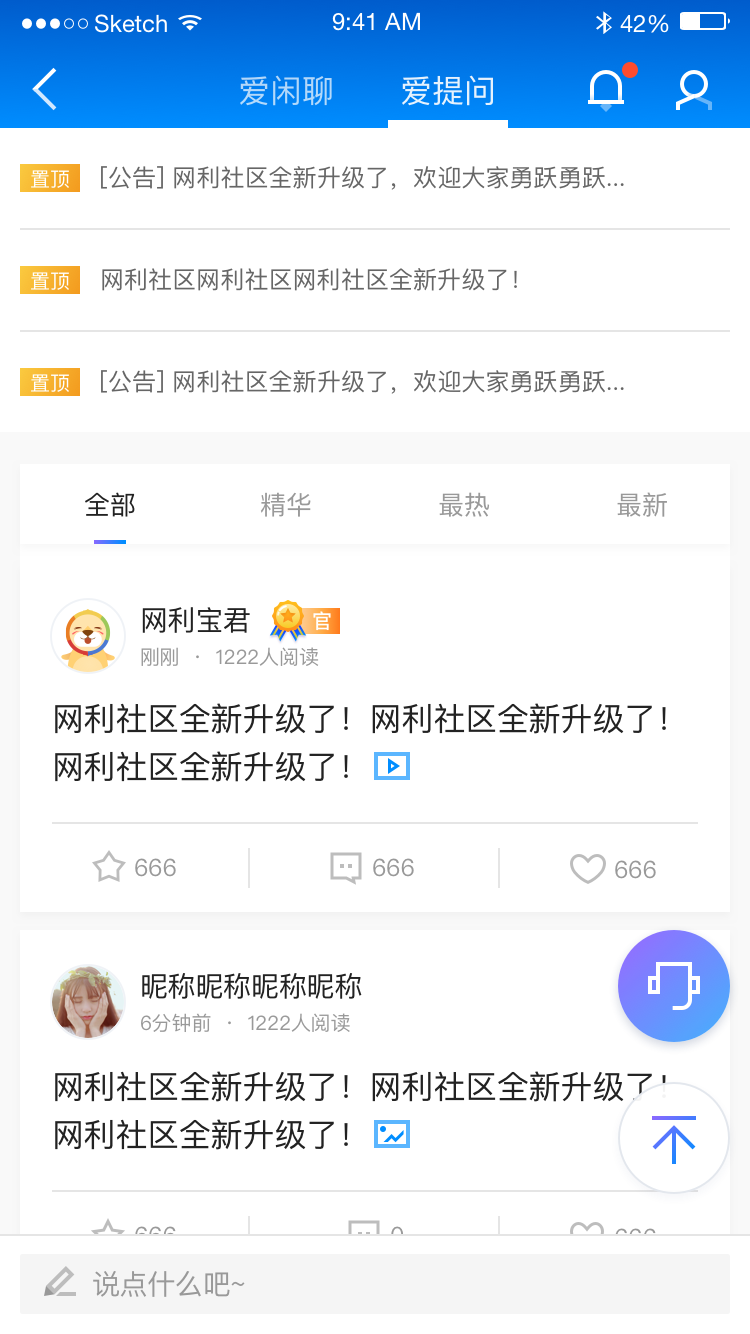 Sketch 9:41 AM 42%
爱闲聊 爱提问
置顶 [公告] 网利社区全新升级了，欢迎大家勇跃勇跃...
置顶 网利社区网利社区网利社区全新升级了！
置顶 [公告] 网利社区全新升级了，欢迎大家勇跃勇跃...
全部 精华 最热 最新
网利宝君 官
刚刚 · 1222人阅读
网利社区全新升级了！网利社区全新升级了！
网利社区全新升级了！
666 666 666
昵称昵称昵称昵称
6分钟前 · 1222人阅读
网利社区全新升级了！网利社区全新升级了！
网利社区全新升级了！
666 0 666
说点什么吧~